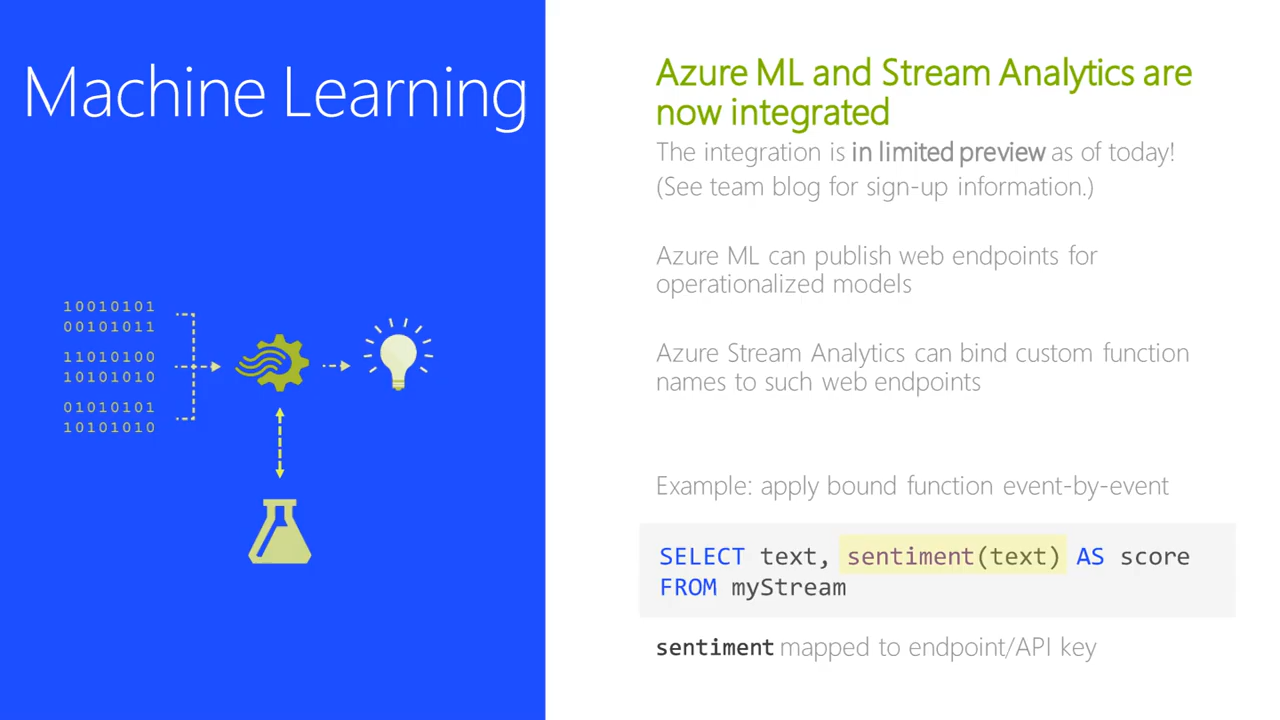 Machine Learning
10010101
00101011
11010100
10101010
01010101
10101010
Azure ML and Stream Analytics are
now integrated
The integration is in limited preview as of today!
(See team blog for sign-up information.)
Azure ML can publish web endpoints for
operationalized models
Azure Stream Analytics can bind custom function
names to such web endpoints
Example: apply bound function event-by-event
SELECT text, sentiment(text) AS score
FROM myStream
sentiment mapped to endpoint/API key